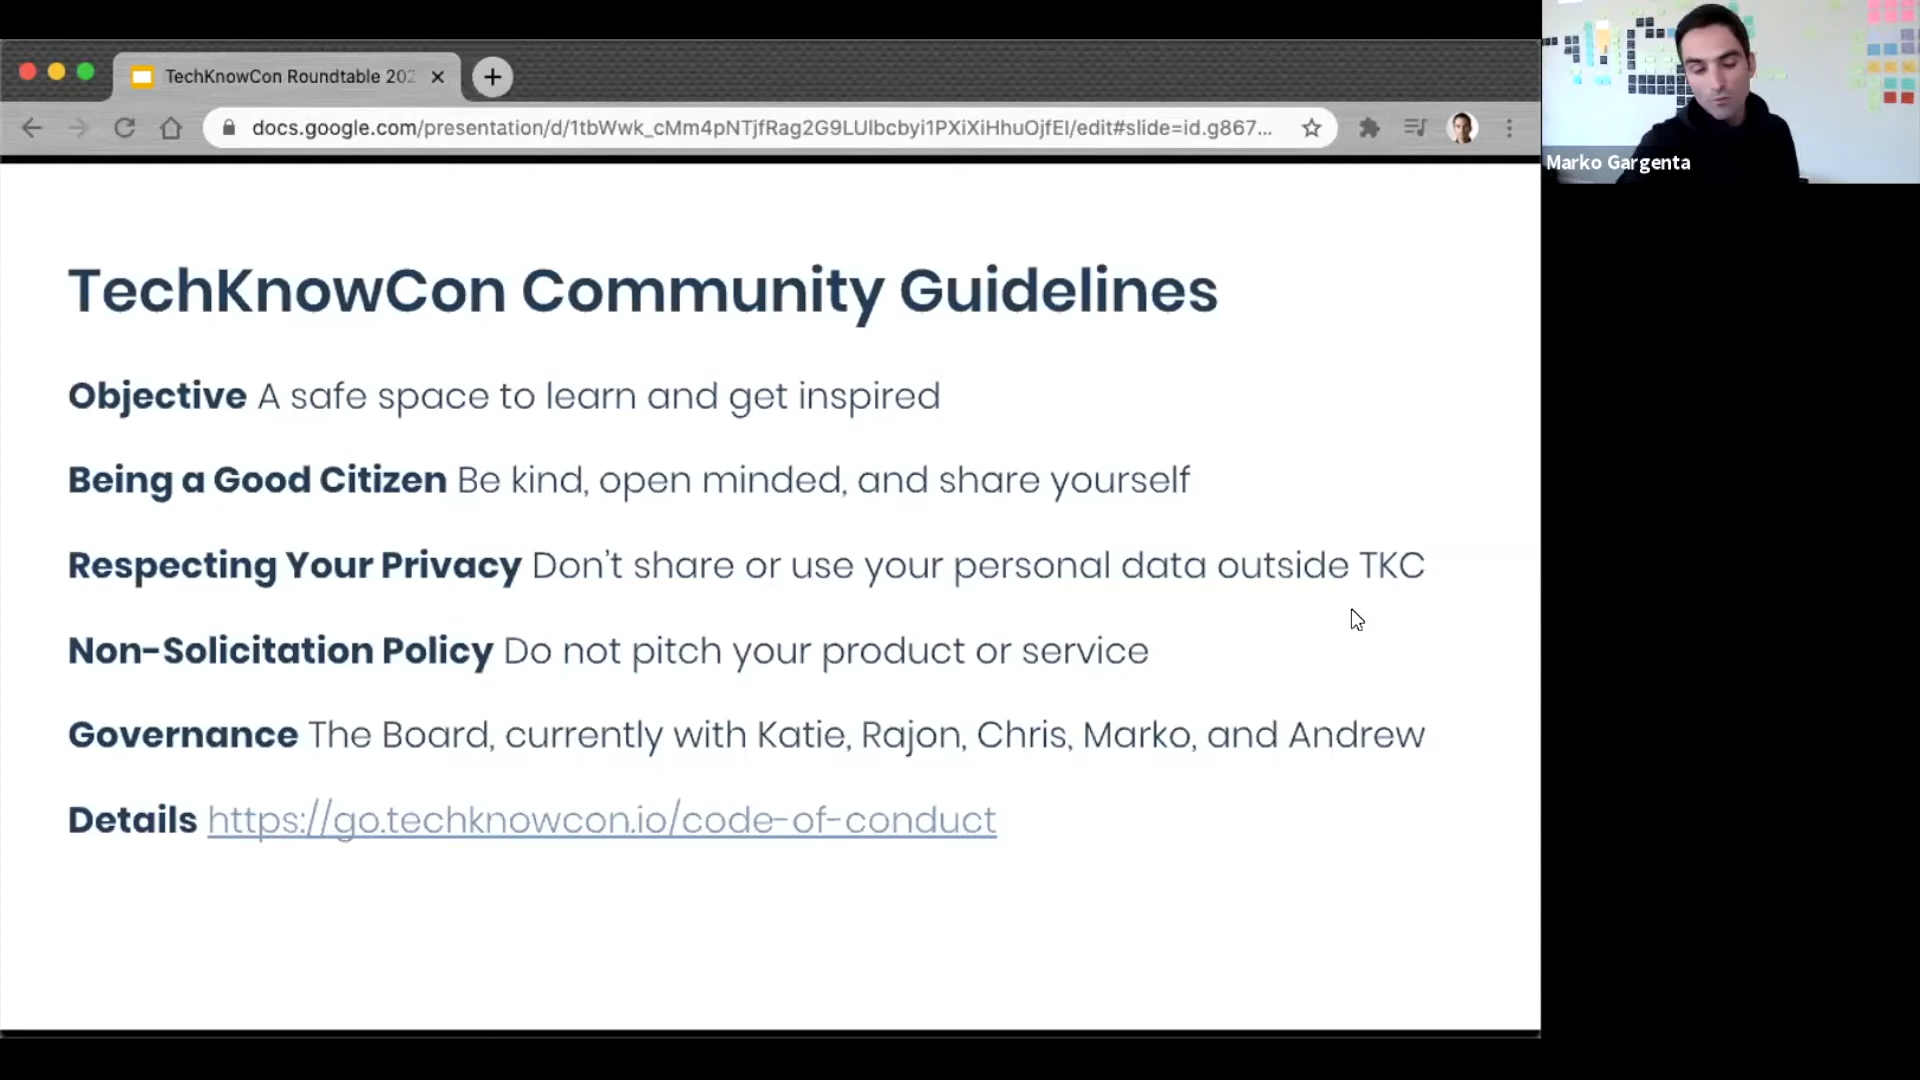 TechKnowCon Roundtable 202
docs.google.com/presentation/d/1tbWwk_cMm4pNTjfRag2G9LUIbcbyi1PXiXiHhuOjfEI/edit#slide=id.g867...
Marko Gargenta
TechKnowCon Community Guidelines
Objective A safe space to learn and get inspired
Being a Good Citizen Be kind, open minded, and share yourself
Respecting Your Privacy Don't share or use your personal data outside TKC
Non-Solicitation Policy Do not pitch your product or service
Governance The Board, currently with Katie, Rajon, Chris, Marko, and Andrew
Details https://go.techknowcon.io/code-of-conduct